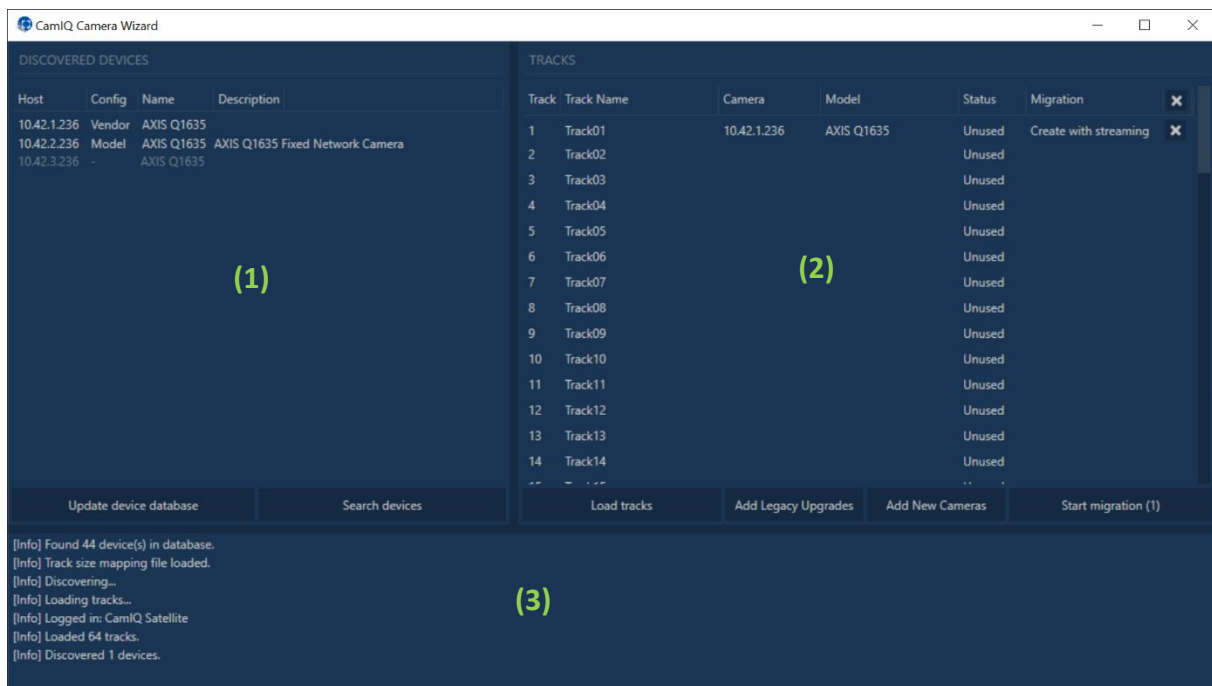 CamIQ Camera Wizard
DISCOVERED DEVICES
Host Config Name Description
10.42.1.236 Vendor AXIS Q1635
10.42.2.236 Model AXIS Q1635 AXIS Q1635 Fixed Network Camera
10.42.3.236 - AXIS Q1635
(1)
Update device database Search devices
TRACKS
Track Track Name Camera Model Status Migration
1 Track01 10.42.1.236 AXIS Q1635 Unused Create with streaming
2 Track02 Unused
3 Track03 Unused
4 Track04 Unused
5 Track05 Unused
6 Track06 Unused
(2)
7 Track07 Unused
8 Track08 Unused
9 Track09 Unused
10 Track10 Unused
11 Track11 Unused
12 Track12 Unused
13 Track13 Unused
14 Track14 Unused
Load tracks Add Legacy Upgrades Add New Cameras Start migration (1)
[Info] Found 44 device(s) in database.
[Info] Track size mapping file loaded.
[Info] Discovering...
[Info] Loading tracks...
[Info] Logged in: CamIQ Satellite
[Info] Loaded 64 tracks.
[Info] Discovered 1 devices.
(3)